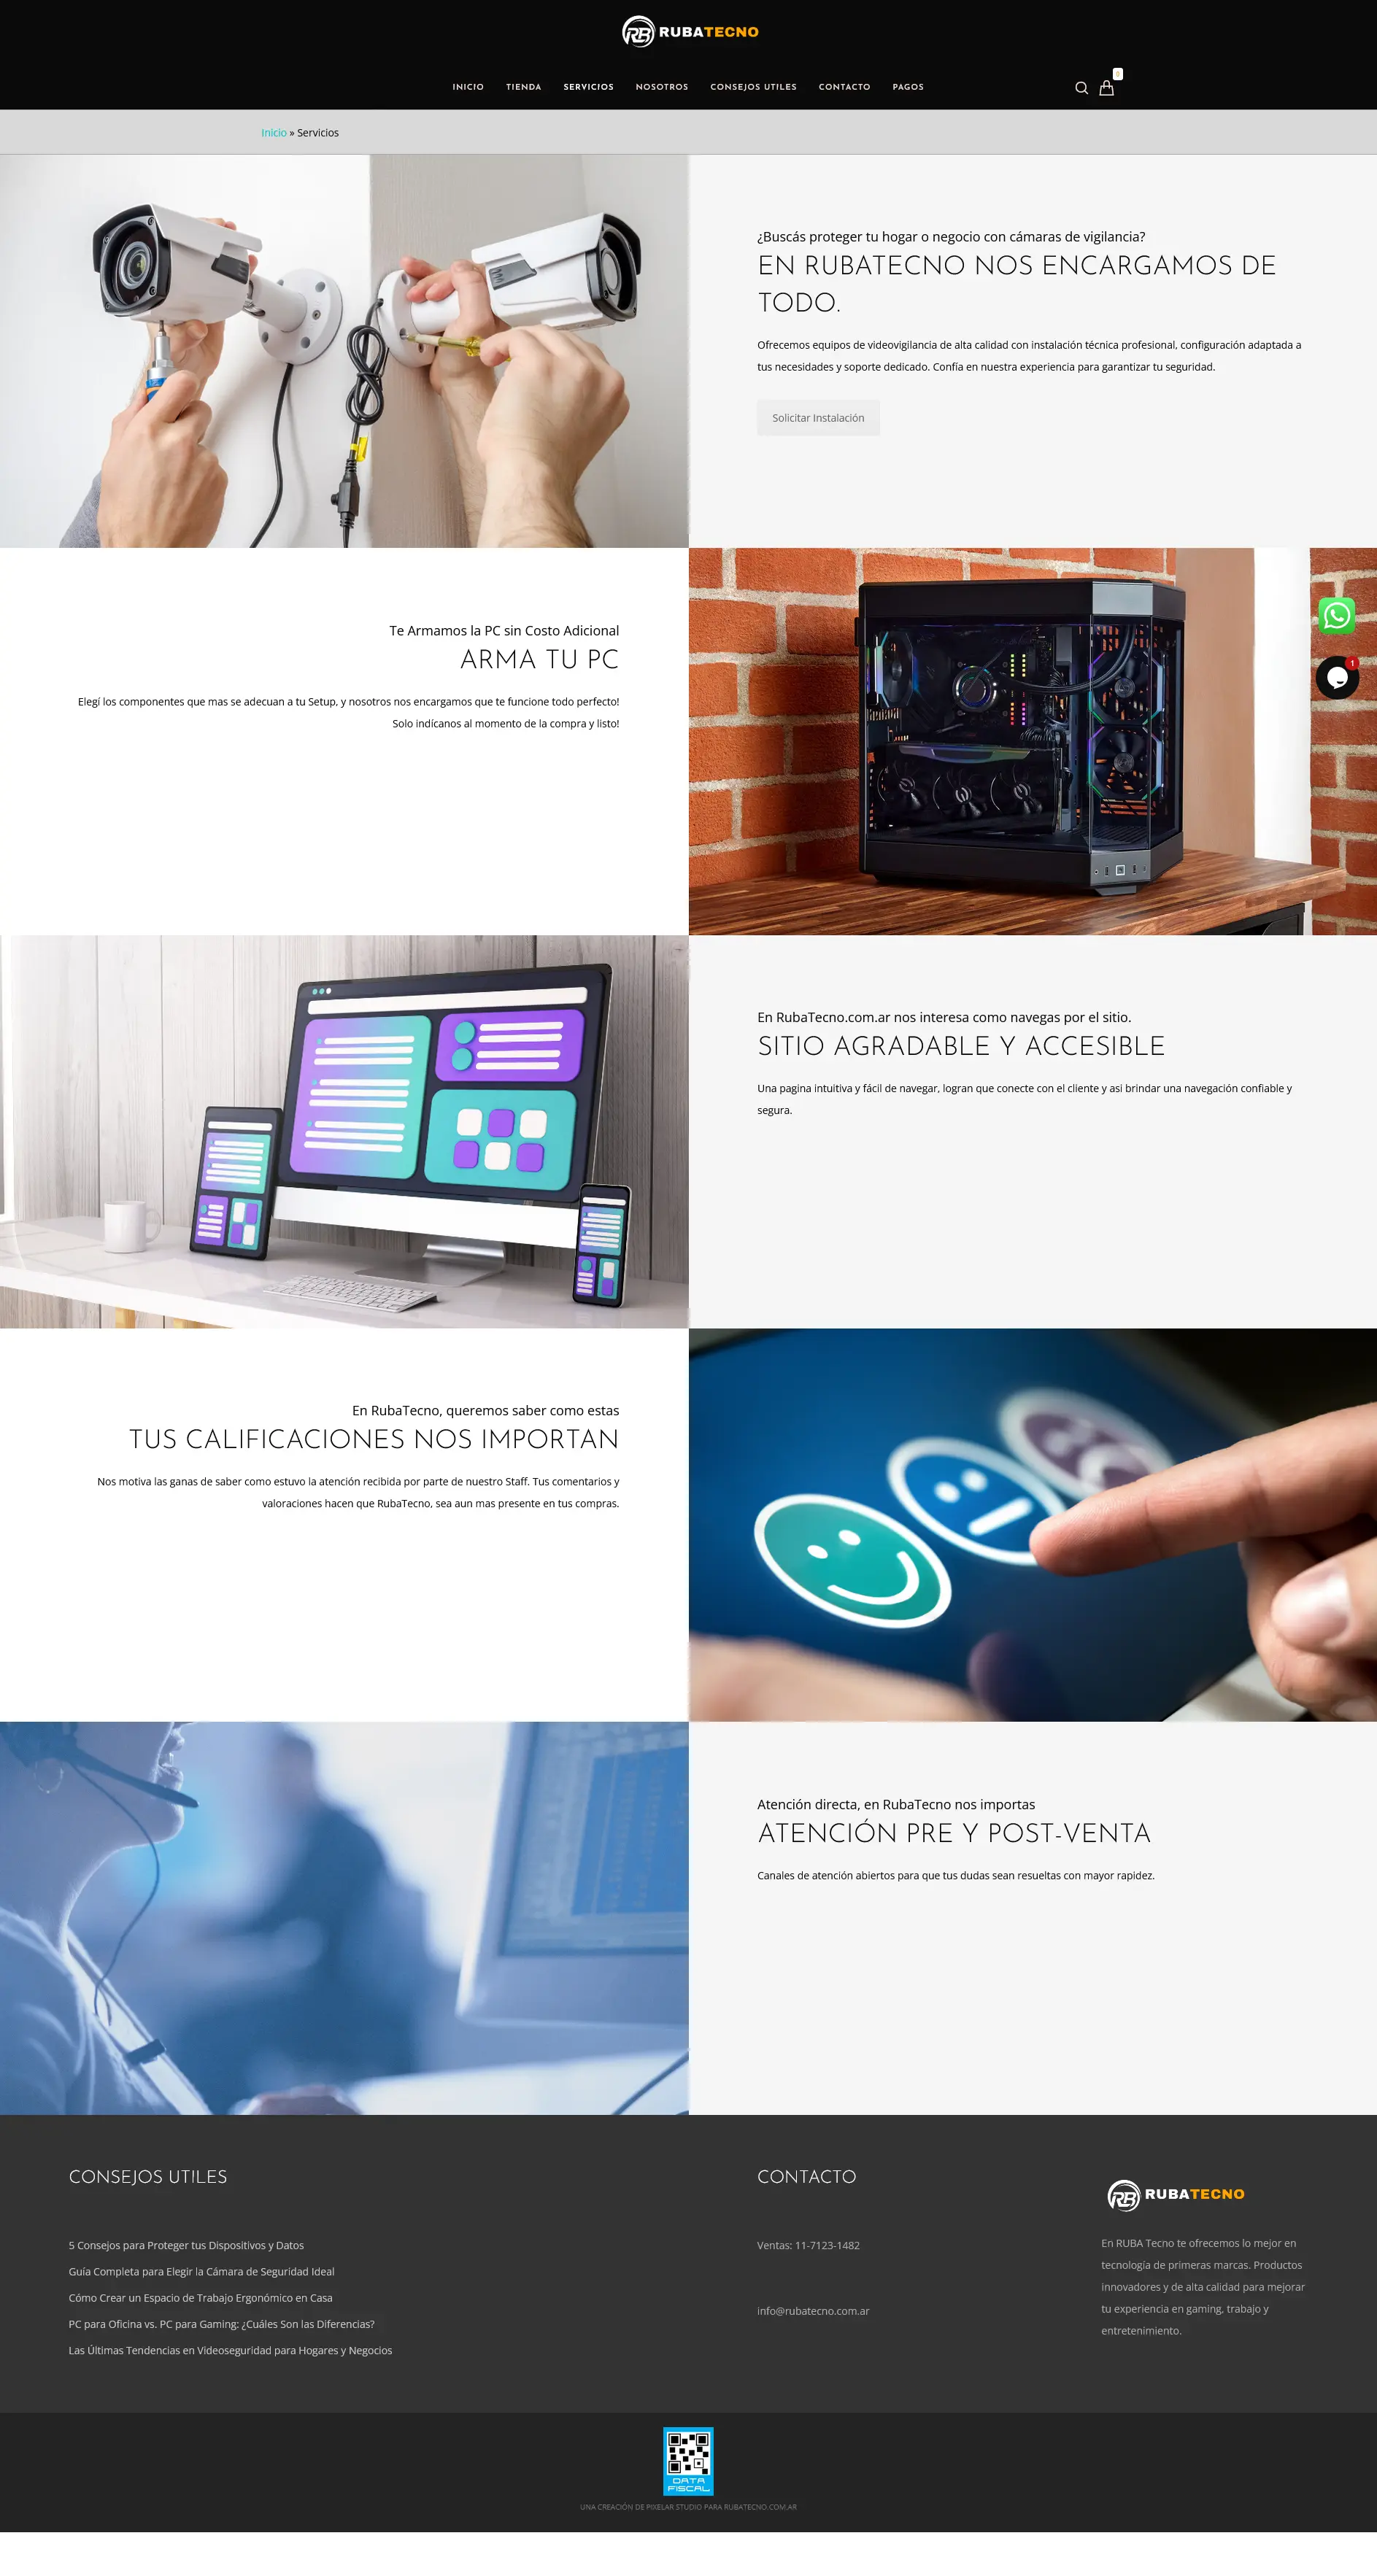 RUBATECNO
INICIO TIENDA SERVICIOS NOSOTROS CONSEJOS UTILES CONTACTO PAGOS
0
Inicio » Servicios
¿Buscás proteger tu hogar o negocio con cámaras de vigilancia?
EN RUBATECNO NOS ENCARGAMOS DE
TODO.
Ofrecemos equipos de videovigilancia de alta calidad con instalación técnica profesional, configuración adaptada a
tus necesidades y soporte dedicado. Confía en nuestra experiencia para garantizar tu seguridad.
Solicitar Instalación
Te Armamos la PC sin Costo Adicional
ARMA TU PC
Elegí los componentes que mas se adecuan a tu Setup, y nosotros nos encargamos que te funcione todo perfecto!
Solo indícanos al momento de la compra y listo!
1
En RubaTecno.com.ar nos interesa como navegas por el sitio.
SITIO AGRADABLE Y ACCESIBLE
Una pagina intuitiva y fácil de navegar, logran que conecte con el cliente y asi brindar una navegación confiable y
segura.
En RubaTecno, queremos saber como estas
TUS CALIFICACIONES NOS IMPORTAN
Nos motiva las ganas de saber como estuvo la atención recibida por parte de nuestro Staff. Tus comentarios y
valoraciones hacen que RubaTecno, sea aun mas presente en tus compras.
Atención directa, en RubaTecno nos importas
ATENCIÓN PRE Y POST-VENTA
Canales de atención abiertos para que tus dudas sean resueltas con mayor rapidez.
CONSEJOS UTILES
5 Consejos para Proteger tus Dispositivos y Datos
Guía Completa para Elegir la Cámara de Seguridad Ideal
Cómo Crear un Espacio de Trabajo Ergonómico en Casa
PC para Oficina vs. PC para Gaming: ¿Cuáles Son las Diferencias?
Las Últimas Tendencias en Videoseguridad para Hogares y Negocios
CONTACTO
Ventas: 11-7123-1482
info@rubatecno.com.ar
RUBATECNO
En RUBA Tecno te ofrecemos lo mejor en
tecnología de primeras marcas. Productos
innovadores y de alta calidad para mejorar
tu experiencia en gaming, trabajo y
entretenimiento.
DATA
FISCAL
UNA CREACIÓN DE PIXELAR STUDIO PARA RUBATECNO.COM.AR